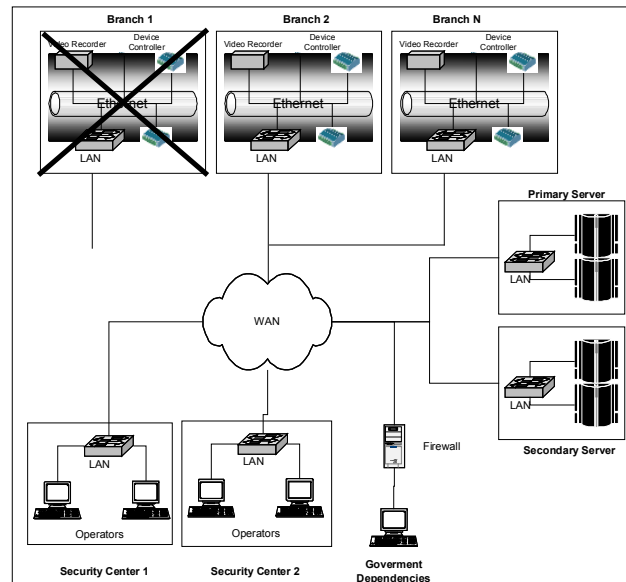 Branch 1
Branch 2
Branch N
Video Recorder
Device
Controller
Ethernet
LAN
Video Recorder
Device
Controller
Ethernet
LAN
Video Recorder
Device
Controller
Ethernet
LAN
Primary Server
LAN
WAN
LAN
Secondary Server
LAN
Operators
Security Center 1
LAN
Operators
Security Center 2
Firewall
Goverment
Dependencies